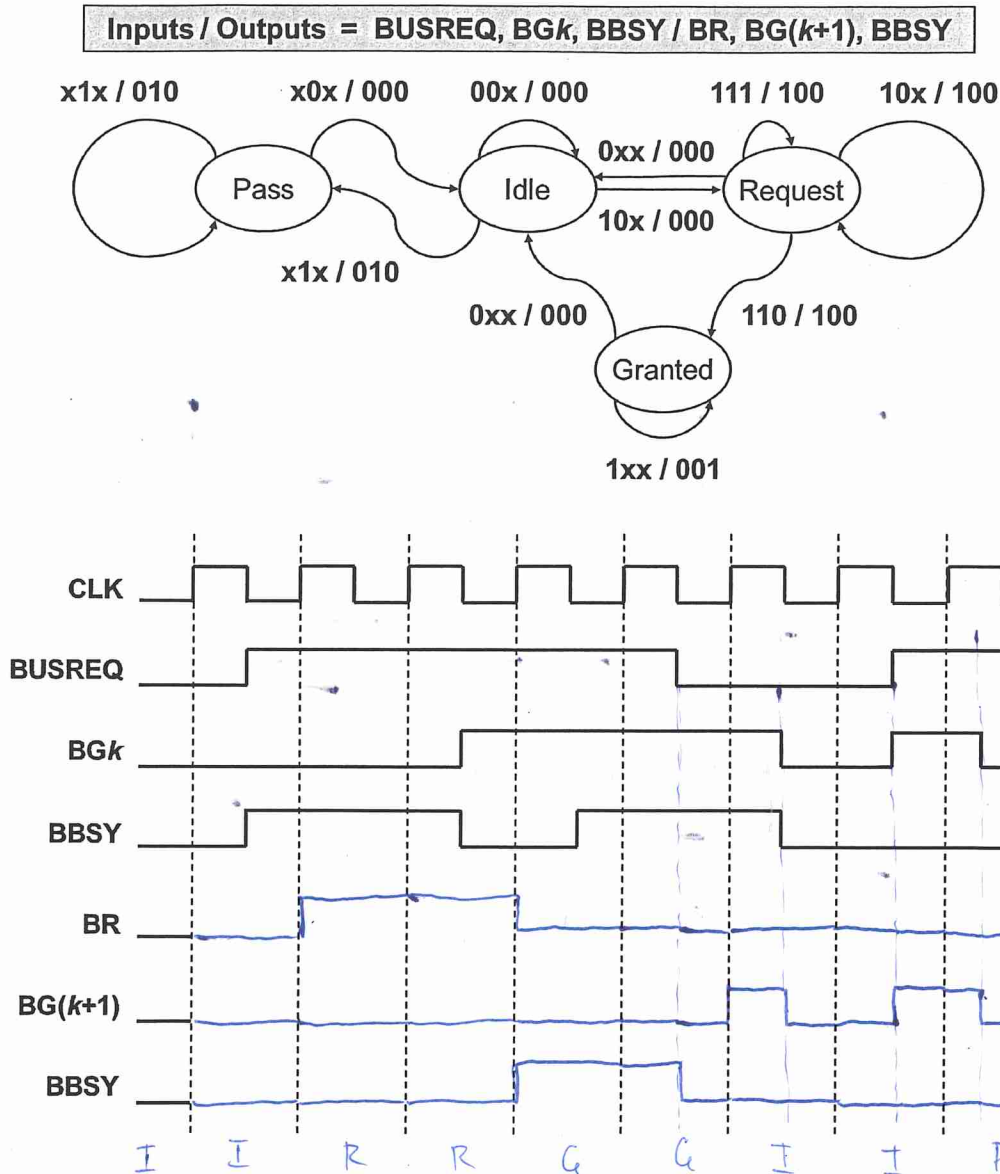 Inputs / Outputs = BUSREQ, BGk, BBSY / BR, BG(k+1), BBSY
x1x / 010 x0x / 000 00x / 000 111 / 100 10x / 100
0xx / 000
Pass Idle Request
10x / 000
x1x / 010
0xx / 000 110 / 100
Granted
1xx / 001
CLK
BUSREQ
BGk
BBSY
BR
BG(k+1)
BBSY
I I R R G G I I